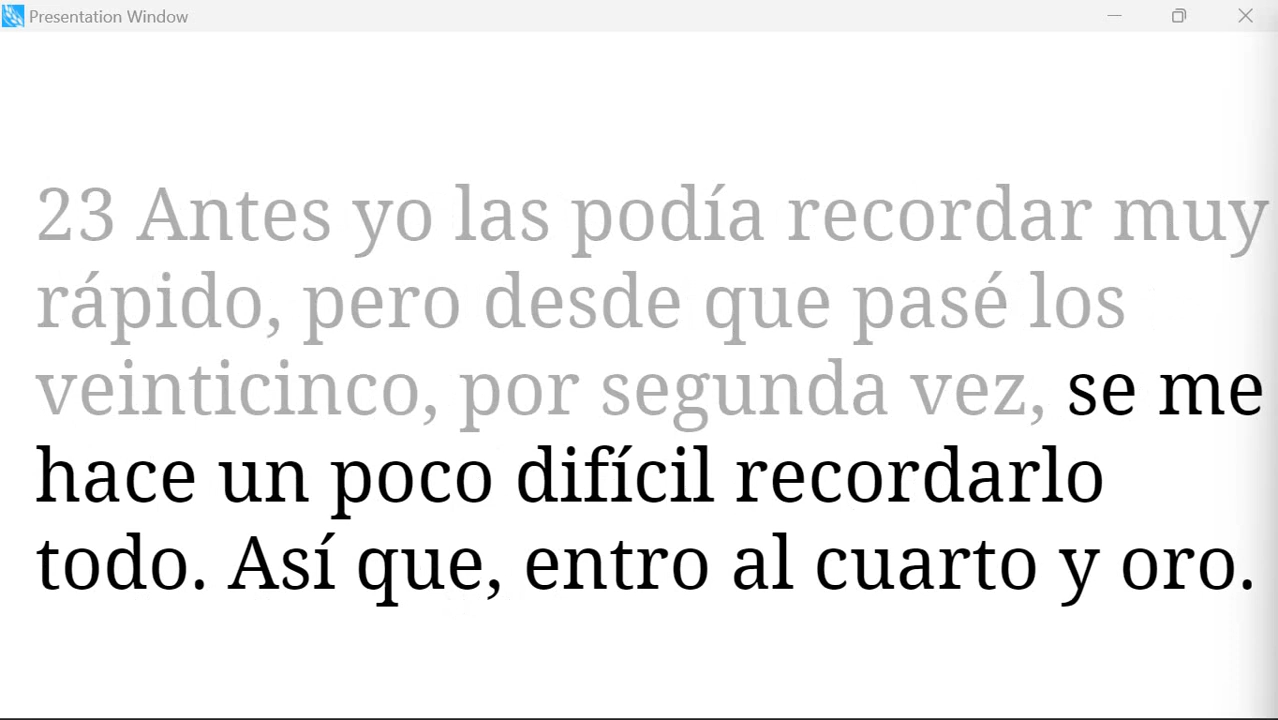 Presentation Window
23 Antes yo las podía recordar muy
rápido, pero desde que pasé los
veinticinco, por segunda vez, se me
hace un poco difícil recordarlo
todo. Así que, entro al cuarto y oro.